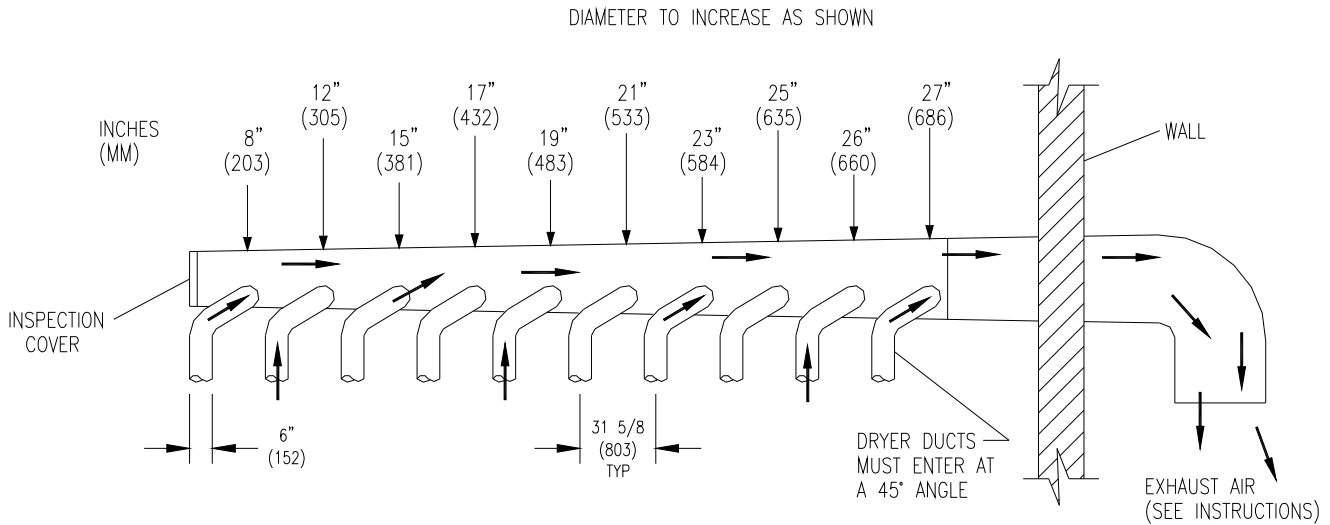 DIAMETER TO INCREASE AS SHOWN
INCHES
(MM)
8"
(203)
12"
(305)
15"
(381)
17"
(432)
19"
(483)
21"
(533)
23"
(584)
25"
(635)
26"
(660)
27"
(686)
WALL
INSPECTION
COVER
6"
(152)
31 5/8
(803)
TYP
DRYER DUCTS
MUST ENTER AT
A 45° ANGLE
EXHAUST AIR
(SEE INSTRUCTIONS)